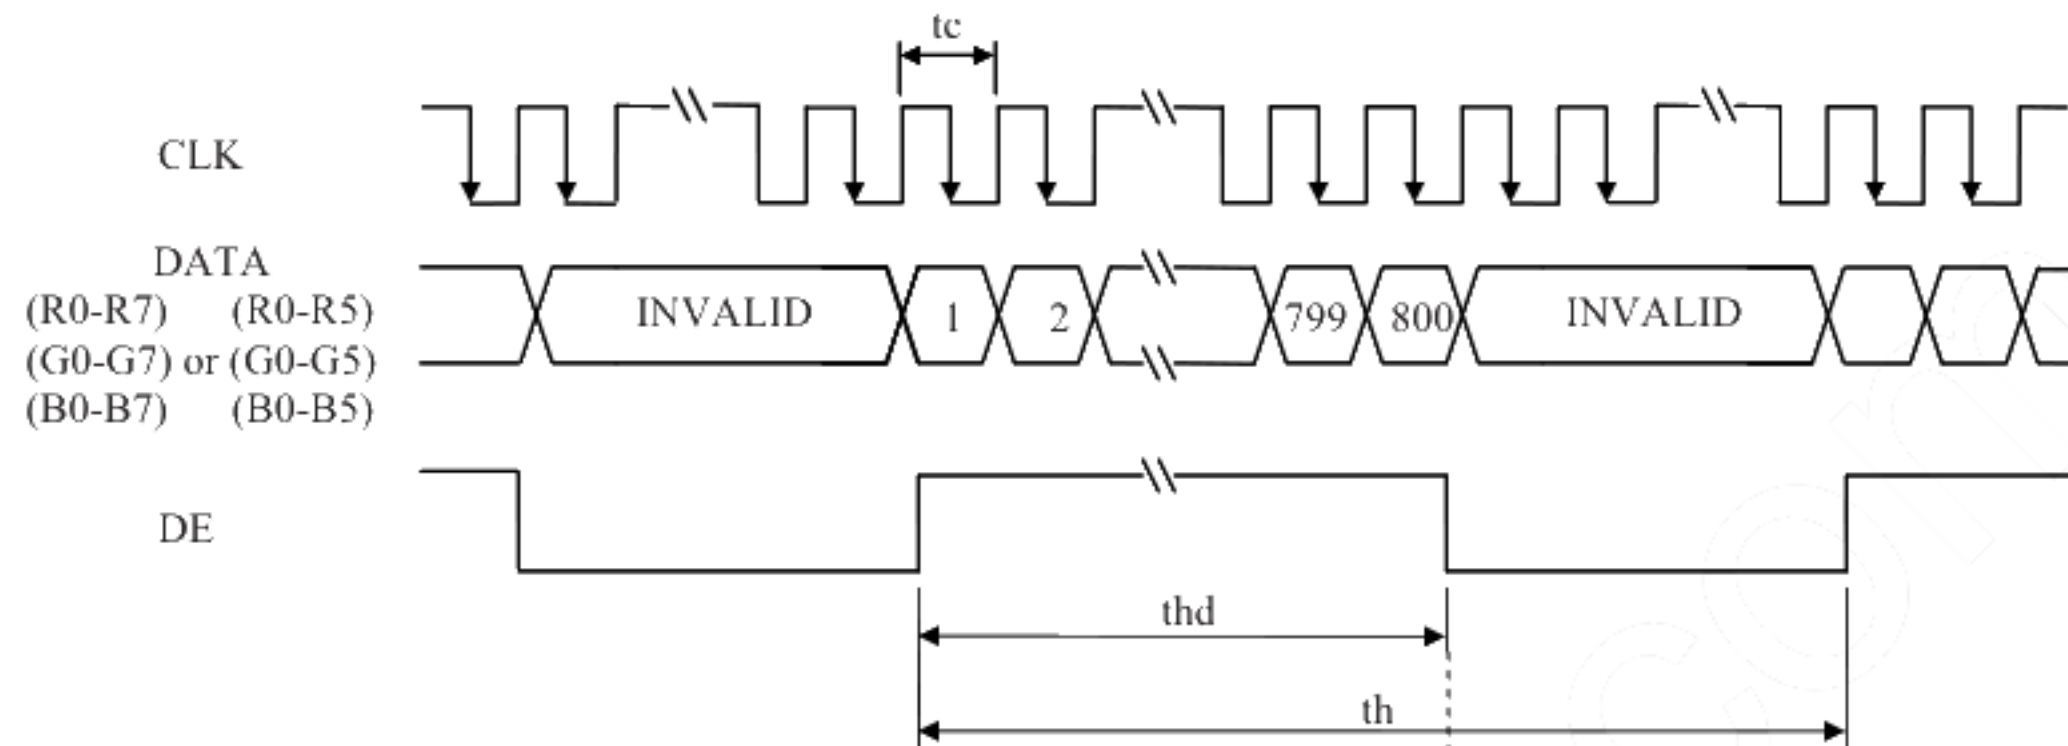 tc
CLK
DATA
(R0-R7) (R0-R5)
(G0-G7) or (G0-G5)
(B0-B7) (B0-B5)
INVALID 1 2 799 800 INVALID
DE
thd
th